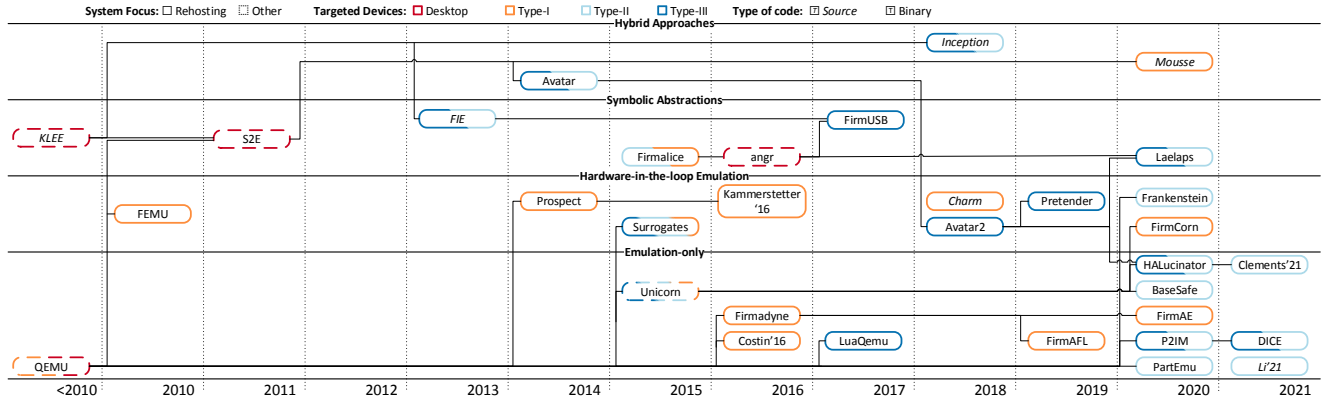 System Focus: Rehosting Other Targeted Devices: Desktop Type-I Type-II Type-III Type of code: T Source T Binary
Hybrid Approaches
Inception
Mousse
Avatar
Symbolic Abstractions
FIE
FirmUSB
KLEE
S2E
Firmalice
angr
Laelaps
Hardware-in-the-loop Emulation
Prospect
Kammerstetter
'16
Charm
Pretender
Frankenstein
FEMU
Surrogates
Avatar2
FirmCorn
Emulation-only
HALucinator
Clements'21
Unicorn
BaseSafe
Firmadyne
FirmAE
Costin'16
LuaQemu
FirmAFL
P2IM
DICE
QEMU
PartEmu
Li'21
<2010 2010 2011 2012 2013 2014 2015 2016 2017 2018 2019 2020 2021